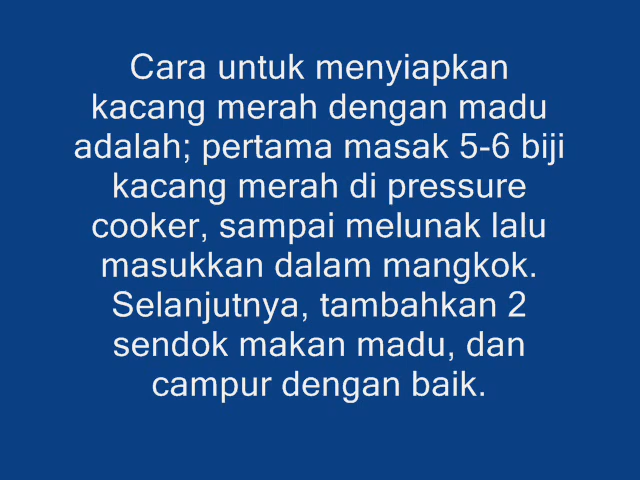 Cara untuk menyiapkan
kacang merah dengan madu
adalah; pertama masak 5-6 biji
kacang merah di pressure
cooker, sampai melunak lalu
masukkan dalam mangkok.
Selanjutnya, tambahkan 2
sendok makan madu, dan
campur dengan baik.